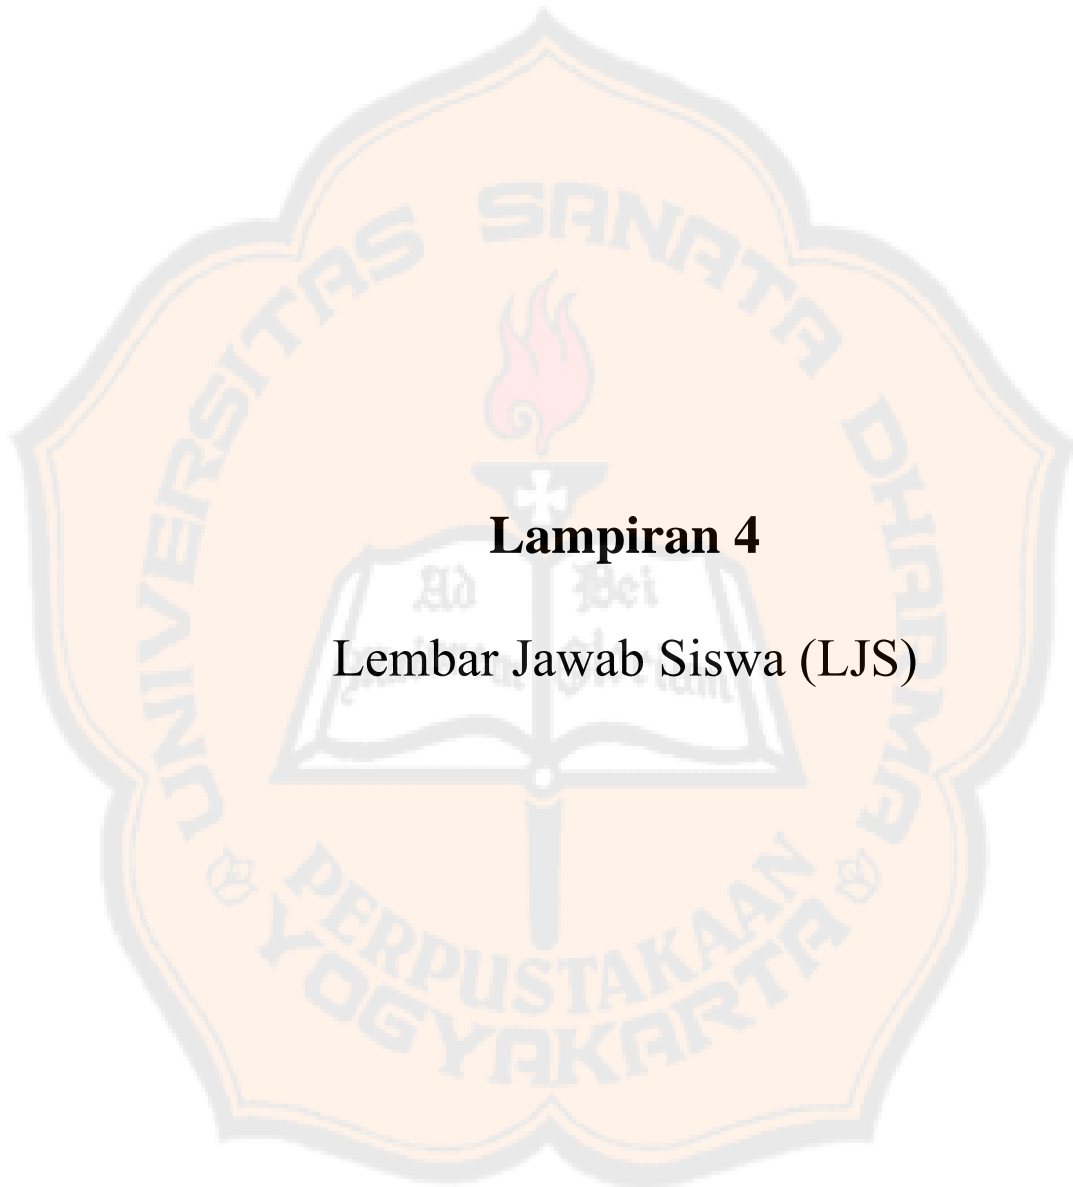 UNIVERSITAS SANATA DHARMA
Lampiran 4
Ad Dei
Lembar Jawab Siswa (LJS)
PERPUSTAKAAN
YOGYAKARTA